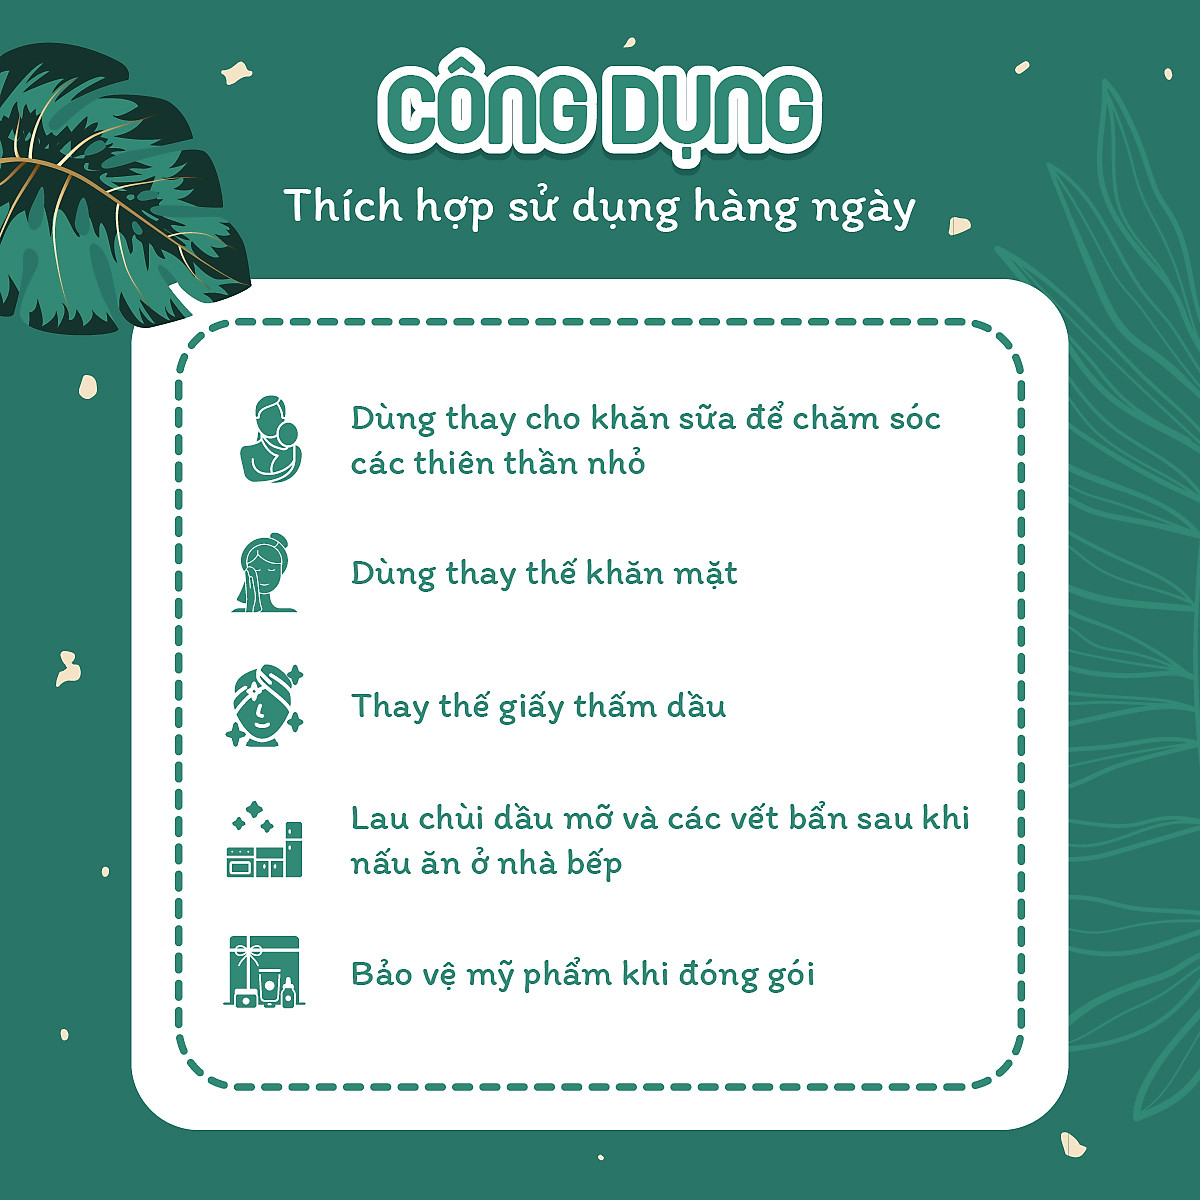 CÔNG DỤNG
Thích hợp sử dụng hàng ngày
Dùng thay cho khăn sữa để chăm sóc
các thiên thần nhỏ
Dùng thay thế khăn mặt
Thay thế giấy thấm dầu
Lau chùi dầu mỡ và các vết bẩn sau khi
nấu ăn ở nhà bếp
Bảo vệ mỹ phẩm khi đóng gói